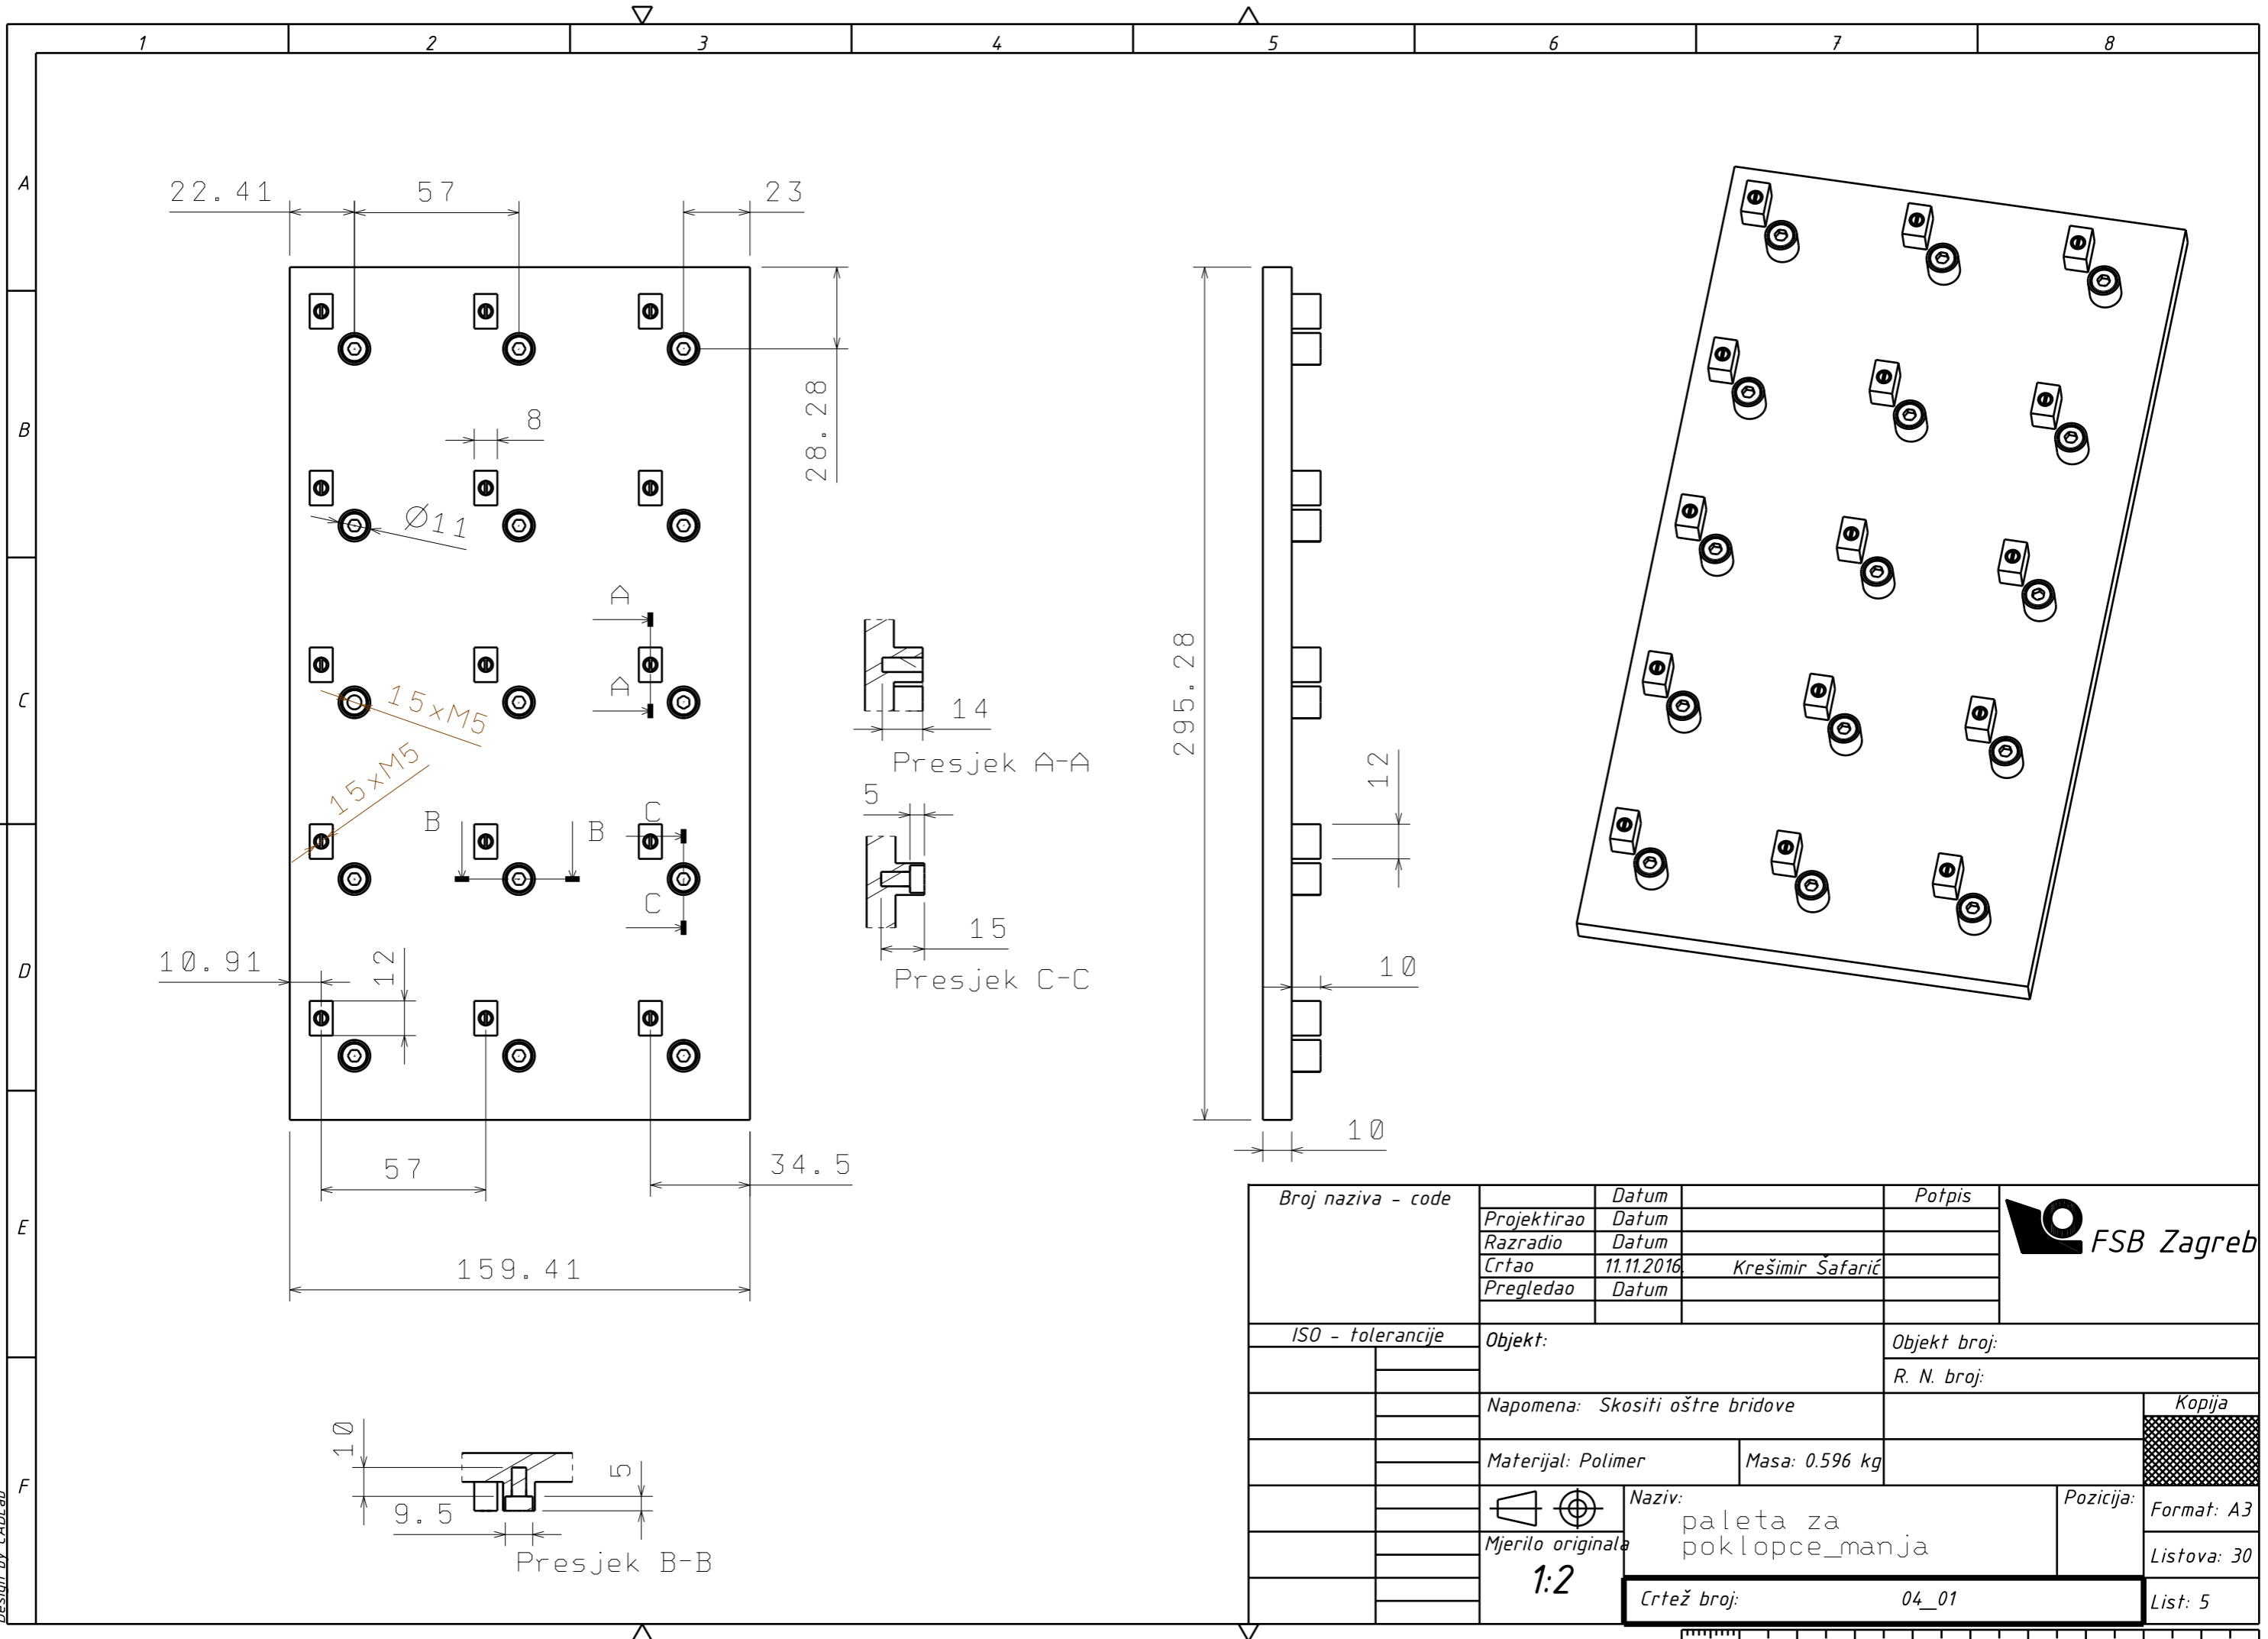 1 2 3 4 5 6 7 8
A
B
C
D
E
F
22.41
57
23
28.28
8
Ø11
A
A
15xM5
15xM5
B
B
C
C
10.91
12
57
34.5
159.41
14
Presjek A-A
5
15
Presjek C-C
295.28
12
10
10
10
5
9.5
Presjek B-B
Design by CADLab
Broj naziva - code
Datum
Potpis
Projektirao Datum
Razradio Datum
Crtao 11.11.2016. Krešimir Šafarić
Pregledao Datum
FSB Zagreb
ISO - tolerancije
Objekt:
Objekt broj:
R. N. broj:
Napomena: Skositi oštre bridove
Kopija
Materijal: Polimer
Masa: 0.596 kg
Naziv:
paleta za
poklopce_manja
Pozicija:
Format: A3
Mjerilo originala
1:2
Listova: 30
Crtež broj: 04_01
List: 5